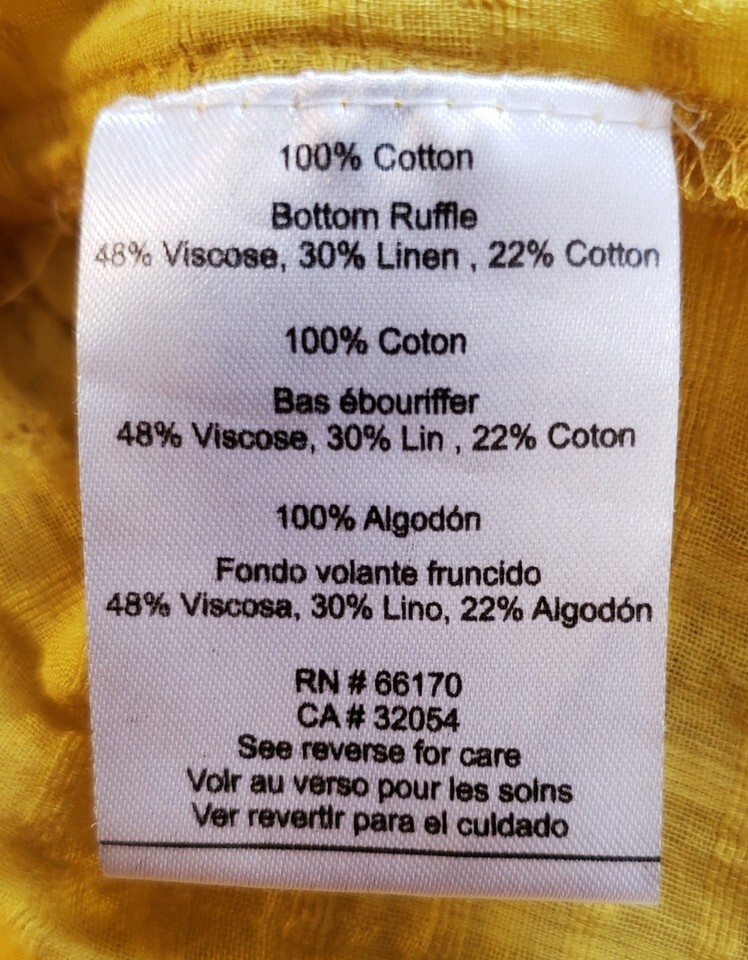 100% Cotton
Bottom Ruffle
48% Viscose, 30% Linen , 22% Cotton
100% Coton
Bas ébouriffer
48% Viscose, 30% Lin , 22% Coton
100% Algodón
Fondo volante fruncido
48% Viscosa, 30% Lino, 22% Algodón
RN # 66170
CA # 32054
See reverse for care
Voir au verso pour les soins
Ver revertir para el cuidado